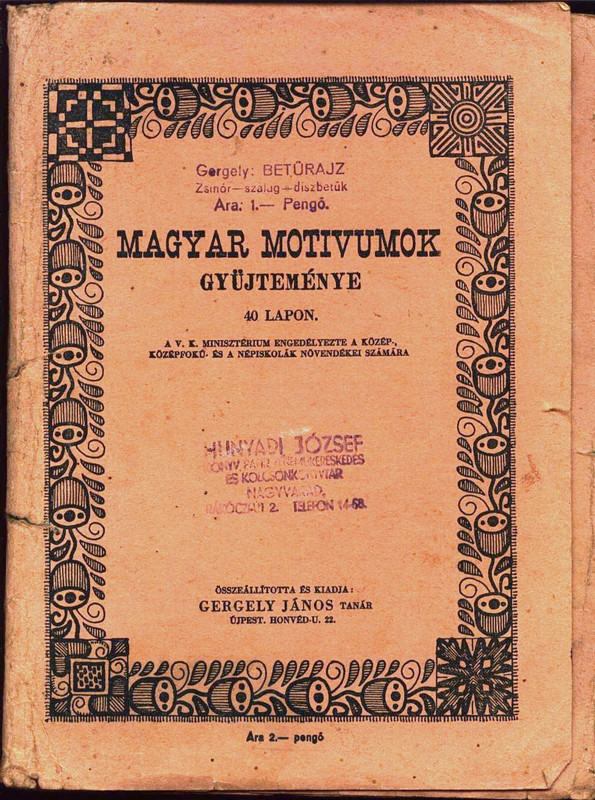 Gergely: BETŰRAJZ
Zsinór—szalag—diszbetűk
Ára: 1.— Pengő.
MAGYAR MOTIVUMOK
GYÜJTEMÉNYE
40 LAPON.
A V. K. MINISZTÉRIUM ENGEDÉLYEZTE A KÖZÉP-,
KÖZÉPFOKÚ- ÉS A NÉPISKOLÁK NÖVENDÉKEI SZÁMÁRA
HUNYADI JÓZSEF
ÉS KÖLCSÖNKÖNYVTÁR
NAGYVÁRAD,
RÁKÓCZI-ÚT 2. TELEFON 14-58.
ÖSSZEÁLLÍTOTTA ÉS KIADJA:
GERGELY JÁNOS TANÁR
ÚJPEST. HONVÉD-U. 22.
Ára 2.— pengő